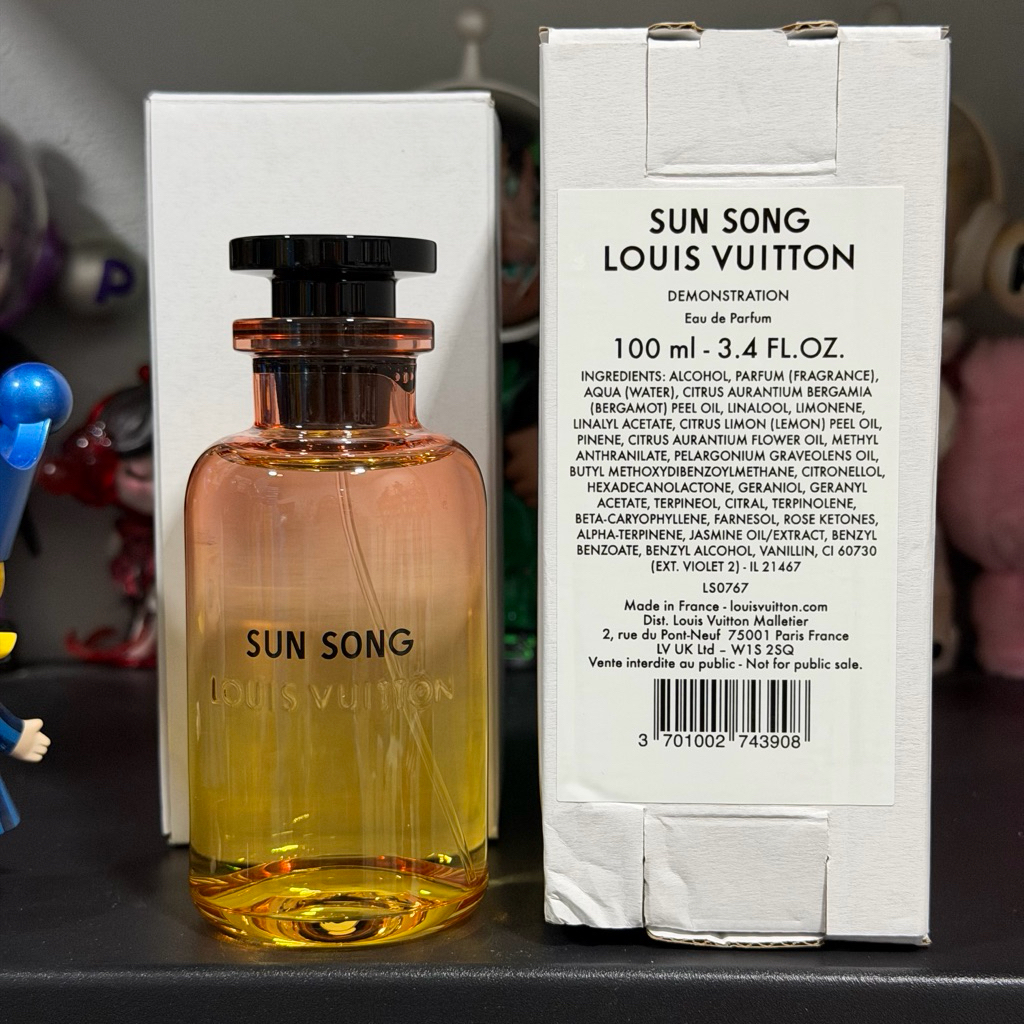 SUN SONG
LOUIS VUITTON
SUN SONG
LOUIS VUITTON
DEMONSTRATION
Eau de Parfum
100 ml - 3.4 FL.OZ.
INGREDIENTS: ALCOHOL, PARFUM (FRAGRANCE),
AQUA (WATER), CITRUS AURANTIUM BERGAMIA
(BERGAMOT) PEEL OIL, LINALOOL, LIMONENE,
LINALYL ACETATE, CITRUS LIMON (LEMON) PEEL OIL,
PINENE, CITRUS AURANTIUM FLOWER OIL, METHYL
ANTHRANILATE, PELARGONIUM GRAVEOLENS OIL,
BUTYL METHOXYDIBENZOYLMETHANE, CITRONELLOL,
HEXADECANOLACTONE, GERANIOL, GERANYL
ACETATE, TERPINEOL, CITRAL, TERPINOLENE,
BETA-CARYOPHYLLENE, FARNESOL, ROSE KETONES,
ALPHA-TERPINENE, JASMINE OIL/EXTRACT, BENZYL
BENZOATE, BENZYL ALCOHOL, VANILLIN, CI 60730
(EXT. VIOLET 2) - IL 21467
LS0767
Made in France - louisvuitton.com
Dist. Louis Vuitton Malletier
2, rue du Pont-Neuf 75001 Paris France
LV UK Ltd – W1S 2SQ
Vente interdite au public - Not for public sale.
3 701002 743908
P